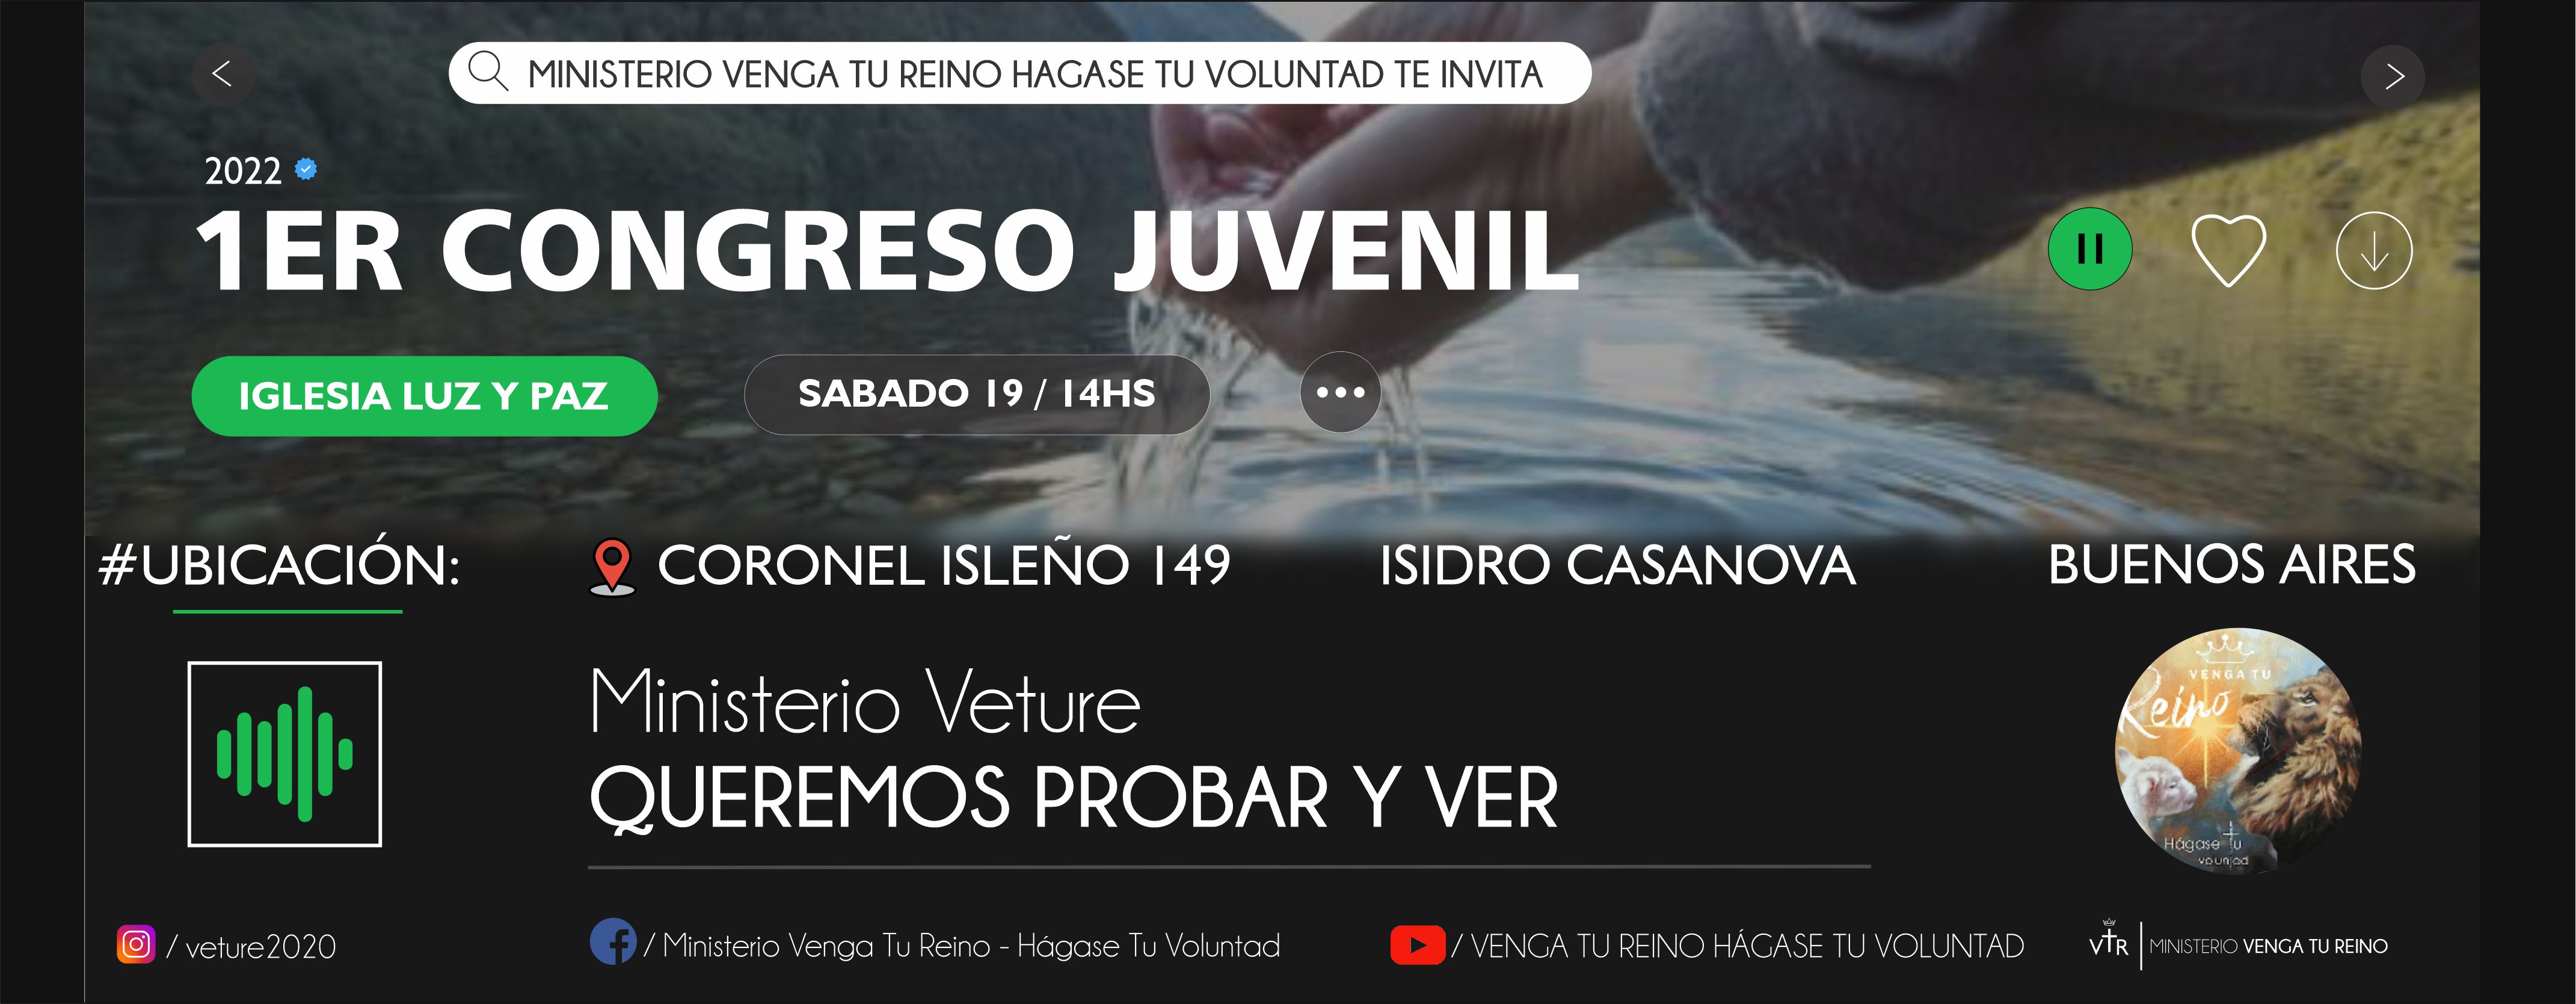 MINISTERIO VENGA TU REINO HAGASE TU VOLUNTAD TE INVITA
2022
1ER CONGRESO JUVENIL
IGLESIA LUZ Y PAZ
SABADO 19 / 14HS
#UBICACIÓN:
CORONEL ISLEÑO 149
ISIDRO CASANOVA
BUENOS AIRES
Ministerio Veture
QUEREMOS PROBAR Y VER
VENGA TU
Reino
Hágase tu
voluntad
/ veture2020
/ Ministerio Venga Tu Reino - Hágase Tu Voluntad
/ VENGA TU REINO HÁGASE TU VOLUNTAD
VTR | MINISTERIO VENGA TU REINO